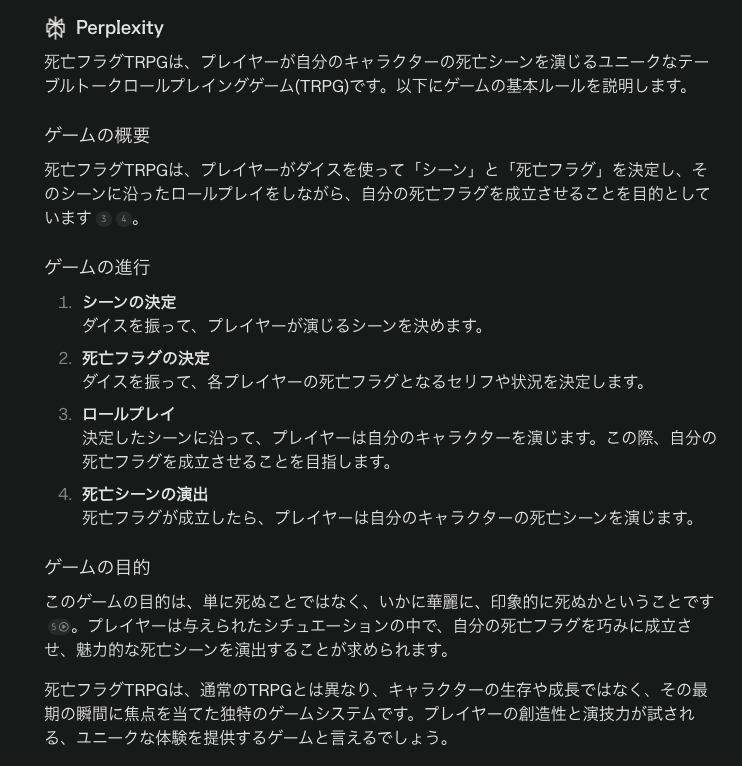 Perplexity
死亡フラグTRPGは、プレイヤーが自分のキャラクターの死亡シーンを演じるユニークなテー
ブルトークロールプレイングゲーム(TRPG)です。以下にゲームの基本ルールを説明します。
ゲームの概要
死亡フラグTRPGは、プレイヤーがダイスを使って「シーン」と「死亡フラグ」を決定し、そ
のシーンに沿ったロールプレイをしながら、自分の死亡フラグを成立させることを目的として
います 3 4 。
ゲームの進行
1. シーンの決定
ダイスを振って、プレイヤーが演じるシーンを決めます。
2. 死亡フラグの決定
ダイスを振って、各プレイヤーの死亡フラグとなるセリフや状況を決定します。
3. ロールプレイ
決定したシーンに沿って、プレイヤーは自分のキャラクターを演じます。この際、自分の
死亡フラグを成立させることを目指します。
4. 死亡シーンの演出
死亡フラグが成立したら、プレイヤーは自分のキャラクターの死亡シーンを演じます。
ゲームの目的
このゲームの目的は、単に死ぬことではなく、いかに華麗に、印象的に死ぬかということです
5 。プレイヤーは与えられたシチュエーションの中で、自分の死亡フラグを巧みに成立さ
せ、魅力的な死亡シーンを演出することが求められます。
死亡フラグTRPGは、通常のTRPGとは異なり、キャラクターの生存や成長ではなく、その最
期の瞬間に焦点を当てた独特のゲームシステムです。プレイヤーの創造性と演技力が試され
る、ユニークな体験を提供するゲームと言えるでしょう。